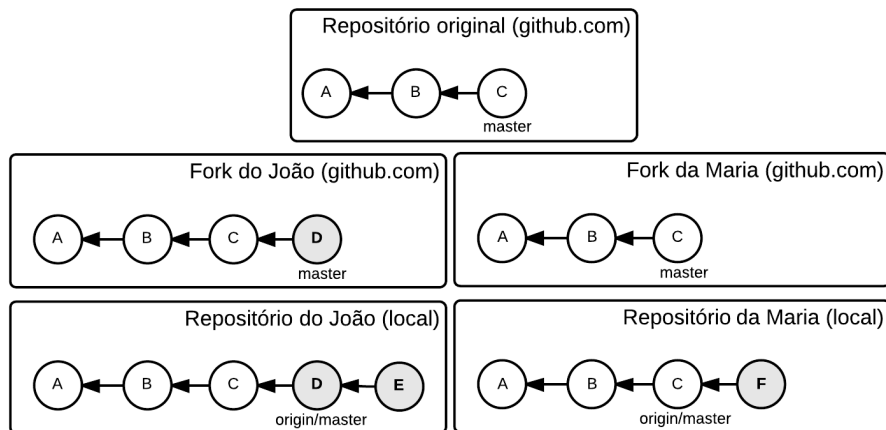 Repositório original (github.com)
A B C
master
Fork do João (github.com)
A B C D
master
Fork da Maria (github.com)
A B C
master
Repositório do João (local)
A B C D E
origin/master
Repositório da Maria (local)
A B C F
origin/master